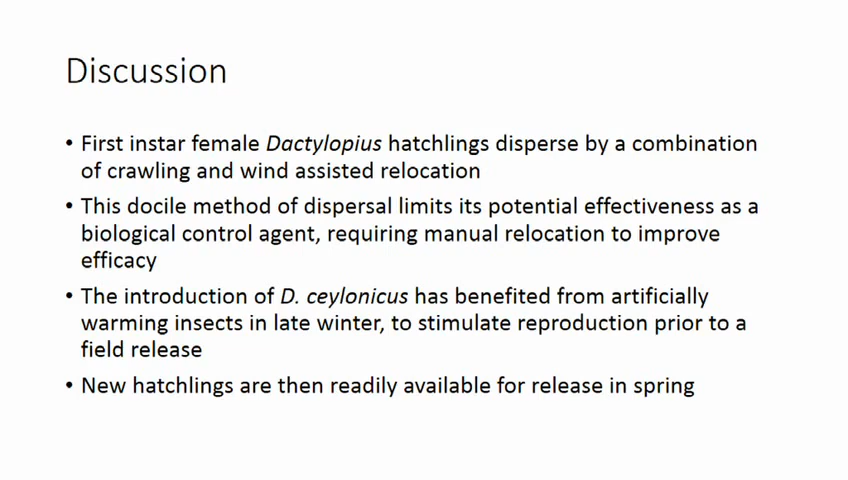 Discussion
• First instar female Dactylopius hatchlings disperse by a combination
of crawling and wind assisted relocation
• This docile method of dispersal limits its potential effectiveness as a
biological control agent, requiring manual relocation to improve
efficacy
• The introduction of D. ceylonicus has benefited from artificially
warming insects in late winter, to stimulate reproduction prior to a
field release
• New hatchlings are then readily available for release in spring